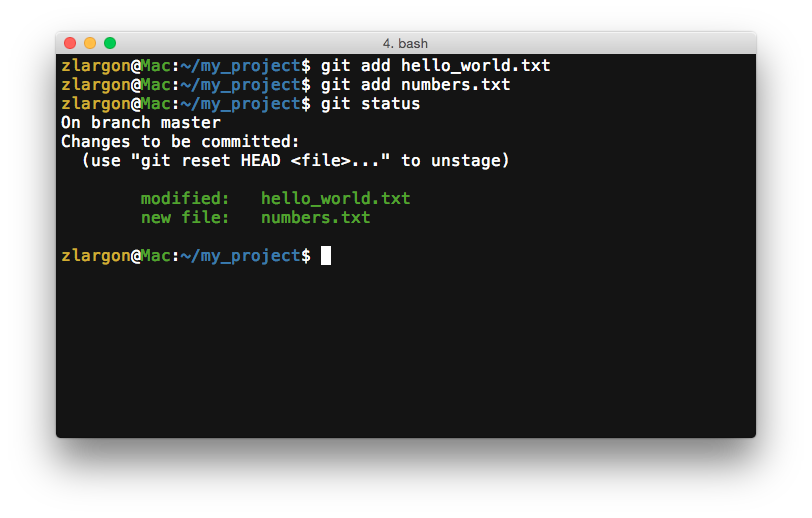 4. bash
zlargon@Mac:~/my_project$ git add hello_world.txt
zlargon@Mac:~/my_project$ git add numbers.txt
zlargon@Mac:~/my_project$ git status
On branch master
Changes to be committed:
  (use "git reset HEAD <file>..." to unstage)
        modified:   hello_world.txt
        new file:   numbers.txt
zlargon@Mac:~/my_project$